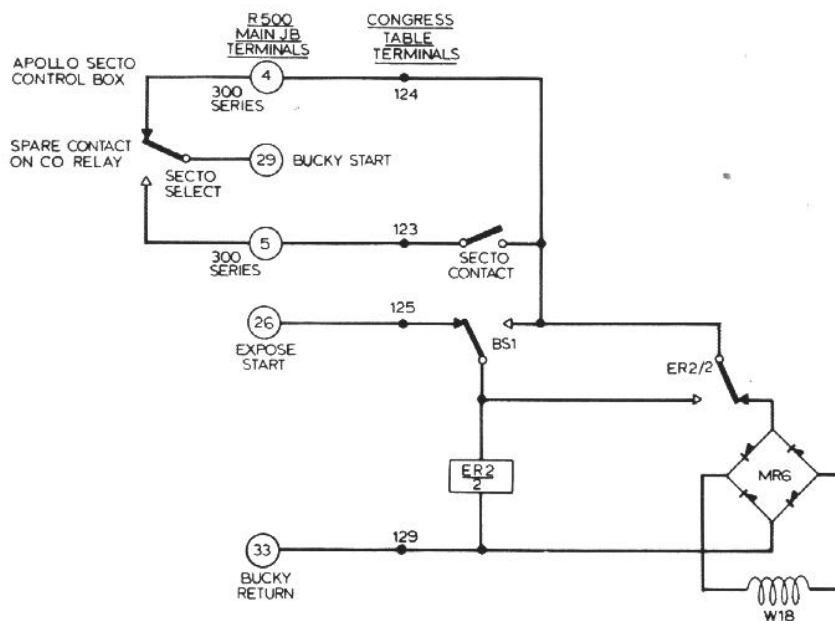 R500
MAIN JB
TERMINALS
CONGRESS
TABLE
TERMINALS
APOLLO SECTO
CONTROL BOX
4
300
SERIES
124
SPARE CONTACT
ON CO RELAY
SECTO
SELECT
29
BUCKY START
5
300
SERIES
123
SECTO
CONTACT
26
EXPOSE
START
125
BS1
ER2/2
ER2
2
MR6
33
BUCKY
RETURN
129
W18